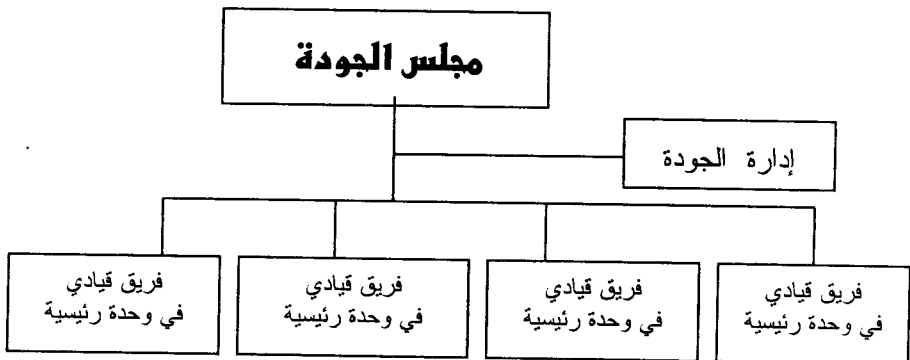 مجلس الجودة
إدارة الجودة
فريق قيادي
في وحدة رئيسية
فريق قيادي
في وحدة رئيسية
فريق قيادي
في وحدة رئيسية
فريق قيادي
في وحدة رئيسية